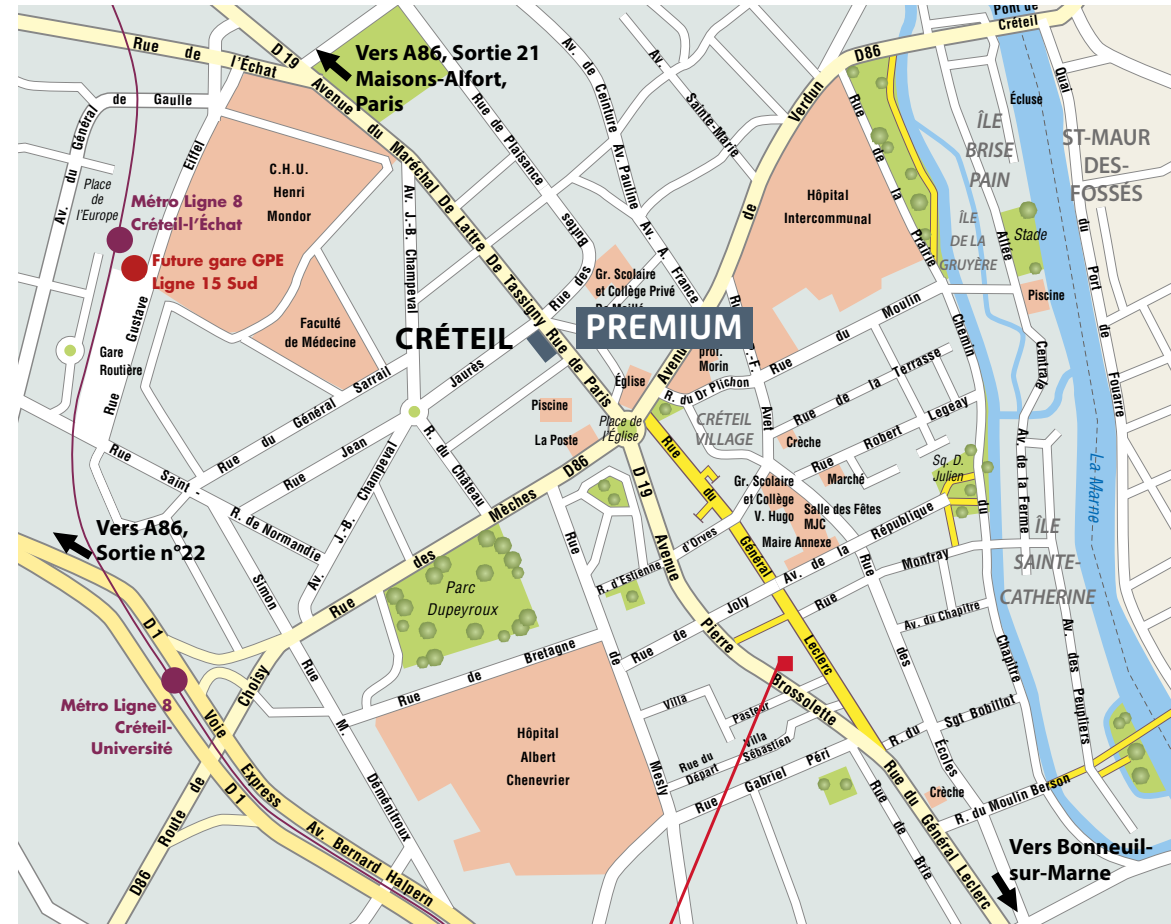 Pont de
Créteil
D 19
Rue de l'Échat
Vers A86, Sortie 21
Maisons-Alfort,
Paris
D86
Av. de Ceinture
Rue de Plaisance
Sainte-Marie
Verdun
de
Avenue
Quai du Port de Fouarre
Écluse
ÎLE
BRISE
PAIN
ST-MAUR
DES-
FOSSÉS
Av. du Général de Gaulle
Eiffel
Avenue du Maréchal De Lattre De Tassigny
C.H.U.
Henri
Mondor
Place
de
l'Europe
Métro Ligne 8
Créteil-l'Échat
Future gare GPE
Ligne 15 Sud
Av. J.-B. Champeval
Av. Pauline
Rue des Buttes
Av. A. France
Hôpital
Intercommunal
Rue de la Prairie
ÎLE
DE LA
GRUYÈRE
Allée Centrale
Stade
Piscine
Gr. Scolaire
et Collège Privé
Rue Gustave
Gare
Routière
Faculté
de Médecine
CRÉTEIL
PREMIUM
prof.
Morin
Rue du Moulin
Chemin du Chapitre
Rue du Général Sarrail
Rue Jean Jaurès
Rue de Paris
Église
R. du Dr Plichon
Rue de la Terrasse
Piscine
La Poste
Place de
l'Église
CRÉTEIL
VILLAGE
Avet
Crèche
Rue Robert Legeay
Rue Saint-Simon
R. de Normandie
Av. J.-B. Champeval
R. du Château
Rue des Mèches
D86
D 19
Rue du Général Leclerc
Gr. Scolaire
et Collège
V. Hugo
Marché
Salle des Fêtes
MJC
Maire Annexe
Sq. D.
Julien
Av. de la Ferme
La Marne
Vers A86,
Sortie n°22
Parc
Dupeyroux
Rue de Mesly
R. d'Estienne d'Orves
Avenue Pierre Brossolette
Rue de Joly
Av. de la République
Rue Monfray
ÎLE
SAINTE-
CATHERINE
Av. du Chapitre
Av. des Peupliers
D 1
Métro Ligne 8
Créteil-
Université
Voie Express
D 1
Av. Bernard Halpern
Route de Choisy
D86
Rue M. Déménitroux
Rue de Bretagne
Hôpital
Albert
Chenevrier
Villa Pasteur
Villa Sébastien
Rue du
Départ
Rue Gabriel Péri
Rue de Brie
Rue des Écoles
R. du Sgt Bobillot
Crèche
R. du Moulin Berson
Rue du Général Leclerc
Vers Bonneuil-
sur-Marne